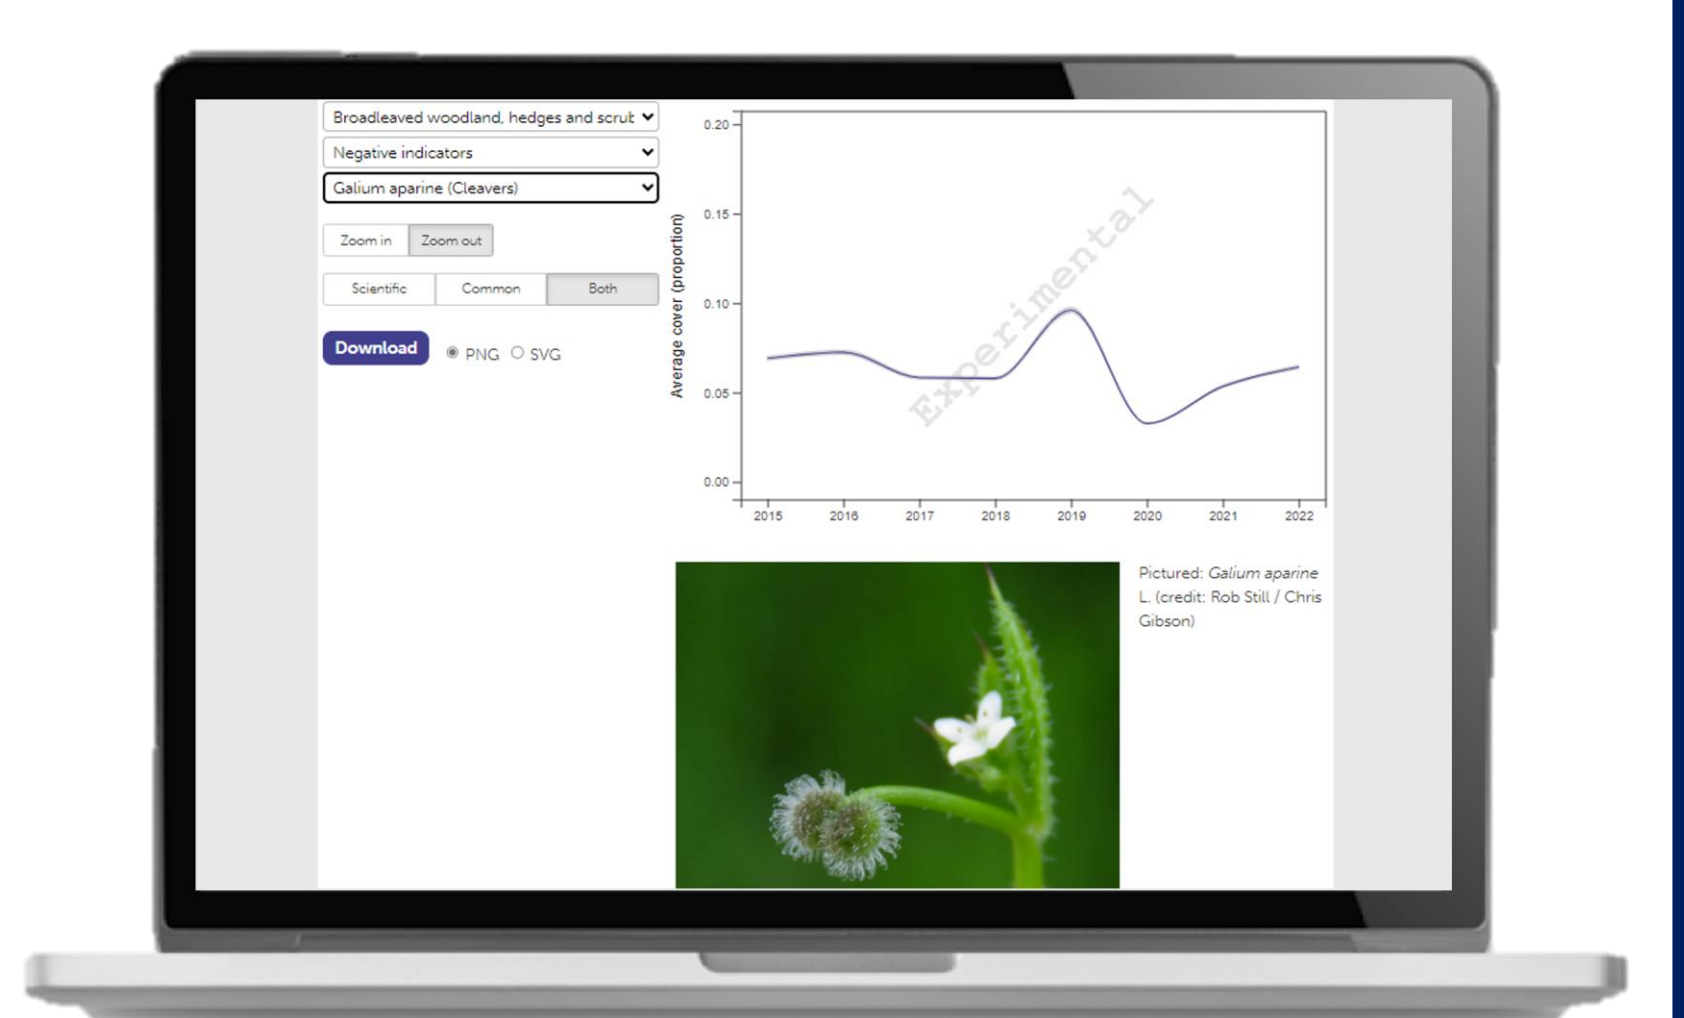 Broadleaved woodland, hedges and scrub
Negative indicators
Galium aparine (Cleavers)
Zoom in
Zoom out
Scientific
Common
Both
Download
PNG
SVG
Average cover (proportion)
0.20
0.15
0.10
0.05
0.00
2015 2016 2017 2018 2019 2020 2021 2022
Experimental
Pictured: Galium aparine
L. (credit: Rob Still / Chris
Gibson)